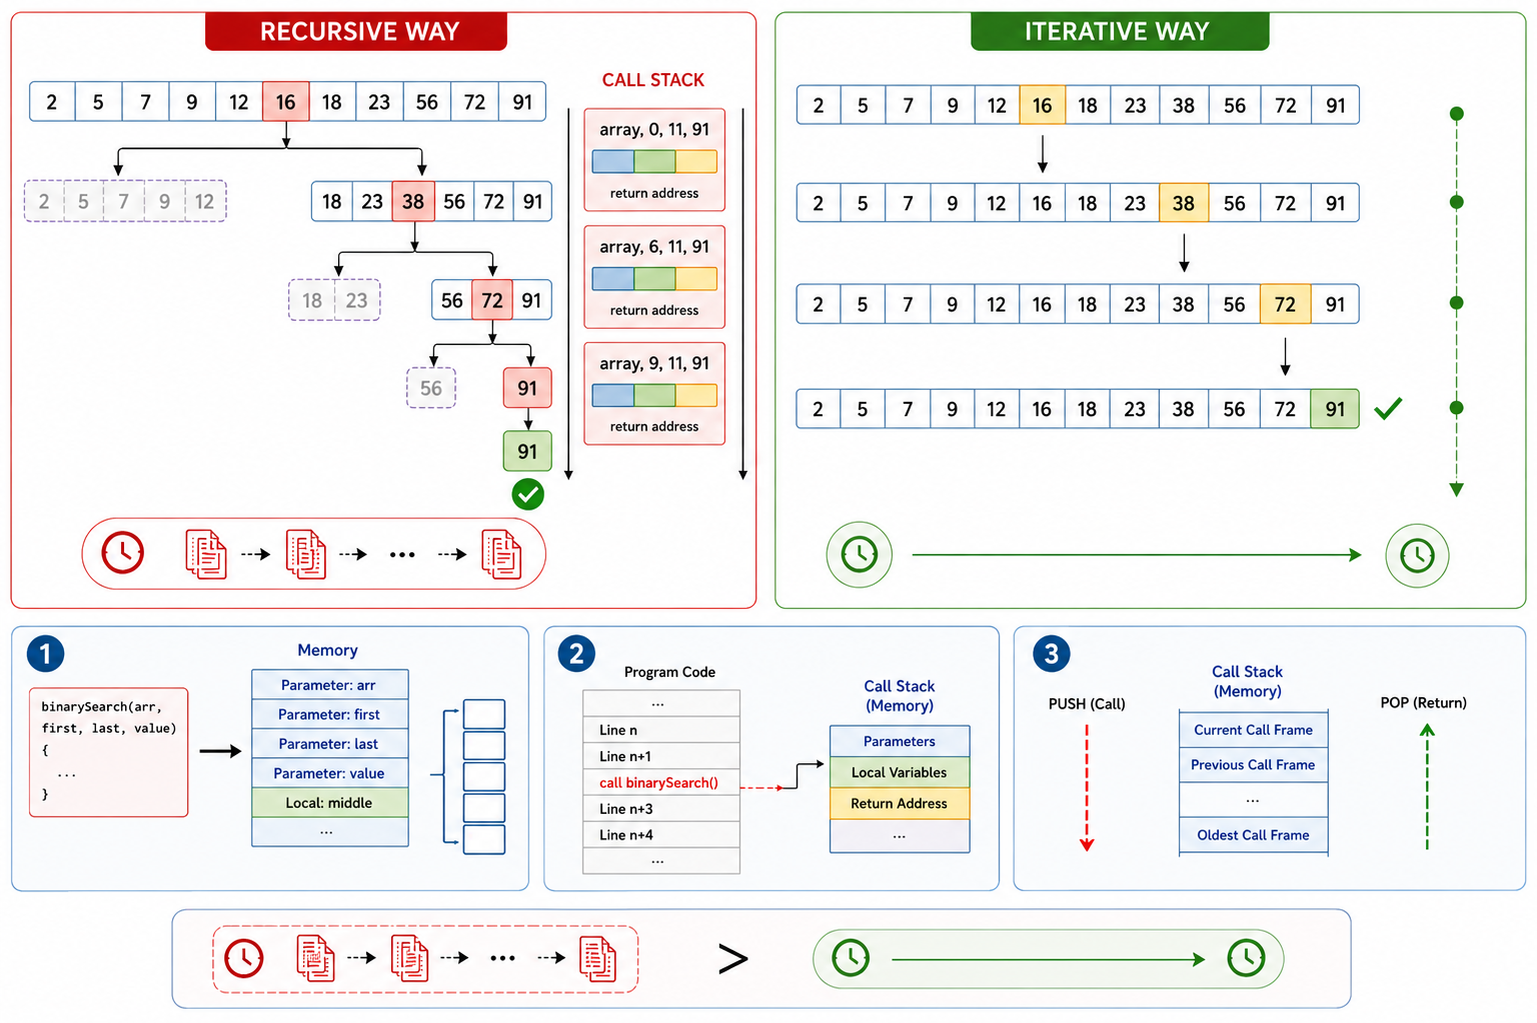 RECURSIVE WAY
2 5 7 9 12 16 18 23 56 72 91
2 5 7 9 12
18 23 38 56 72 91
18 23
56 72 91
56
91
91
CALL STACK
array, 0, 11, 91
return address
array, 6, 11, 91
return address
array, 9, 11, 91
return address
...
ITERATIVE WAY
2 5 7 9 12 16 18 23 38 56 72 91
2 5 7 9 12 16 18 23 38 56 72 91
2 5 7 9 12 16 18 23 38 56 72 91
2 5 7 9 12 16 18 23 38 56 72 91
1
binarySearch(arr,
first, last, value)
{
...
}
Memory
Parameter: arr
Parameter: first
Parameter: last
Parameter: value
Local: middle
...
2
Program Code
...
Line n
Line n+1
call binarySearch()
Line n+3
Line n+4
...
Call Stack
(Memory)
Parameters
Local Variables
Return Address
...
3
PUSH (Call)
Call Stack
(Memory)
Current Call Frame
Previous Call Frame
...
Oldest Call Frame
POP (Return)
...
>